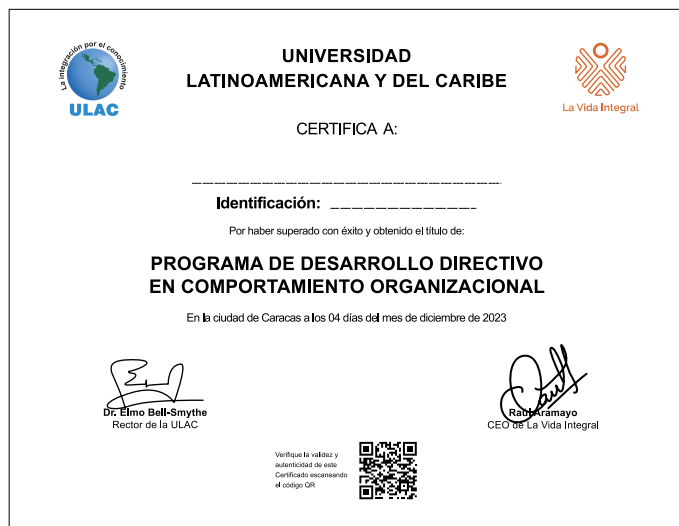 La integración por el conocimiento
ULAC
UNIVERSIDAD
LATINOAMERICANA Y DEL CARIBE
La Vida Integral
CERTIFICA A:
Identificación:
Por haber superado con éxito y obtenido el título de:
PROGRAMA DE DESARROLLO DIRECTIVO
EN COMPORTAMIENTO ORGANIZACIONAL
En la ciudad de Caracas a los 04 días del mes de diciembre de 2023
Dr. Elmo Bell-Smythe
Rector de la ULAC
Raúl Aramayo
CEO de La Vida Integral
Verifique la validez y
autenticidad de este
Certificado escaneando
el código QR